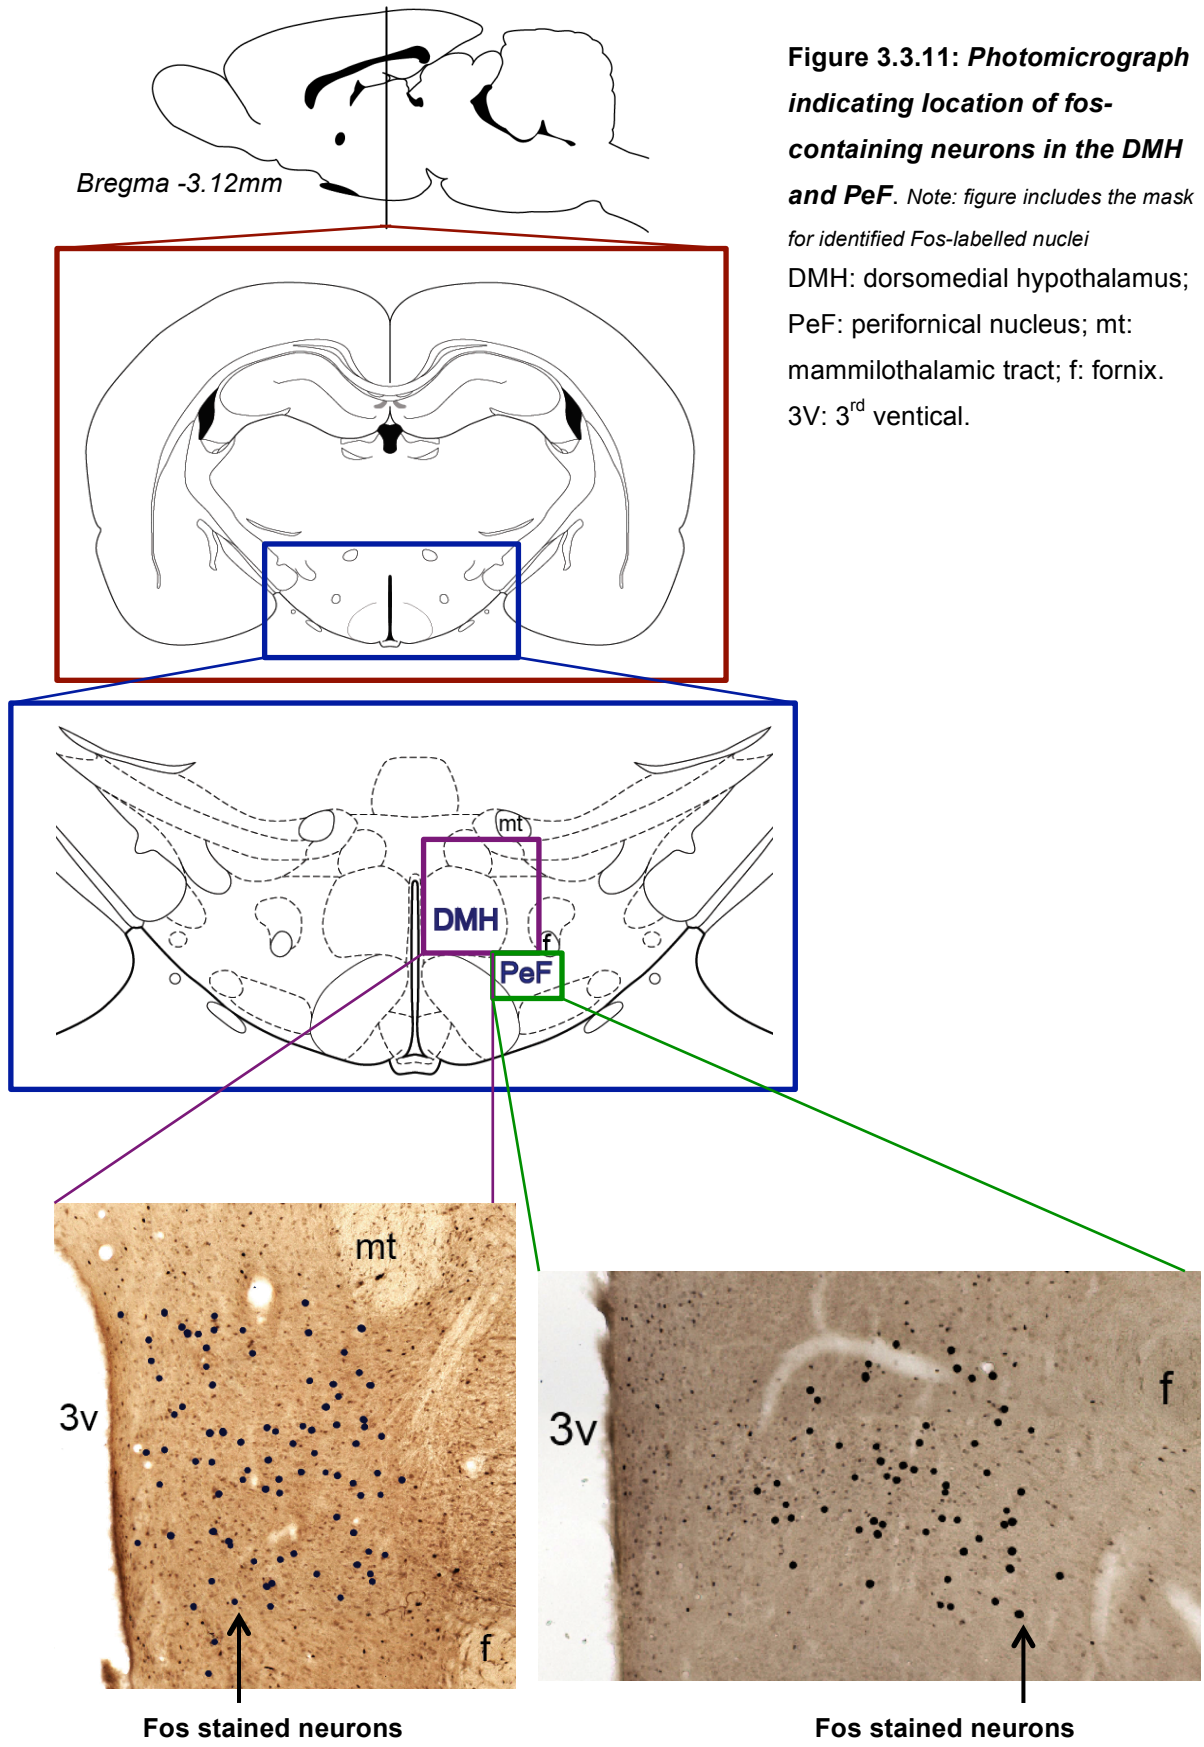 Figure 3.3.11: Photomicrograph
indicating location of fos-
containing neurons in the DMH
and PeF. Note: figure includes the mask
for identified Fos-labelled nuclei
DMH: dorsomedial hypothalamus;
PeF: perifornical nucleus; mt:
mammilothalamic tract; f: fornix.
3V: 3rd ventical.
Bregma -3.12mm
mt
DMH
f
PeF
mt
3v
f
3v
f
Fos stained neurons
Fos stained neurons